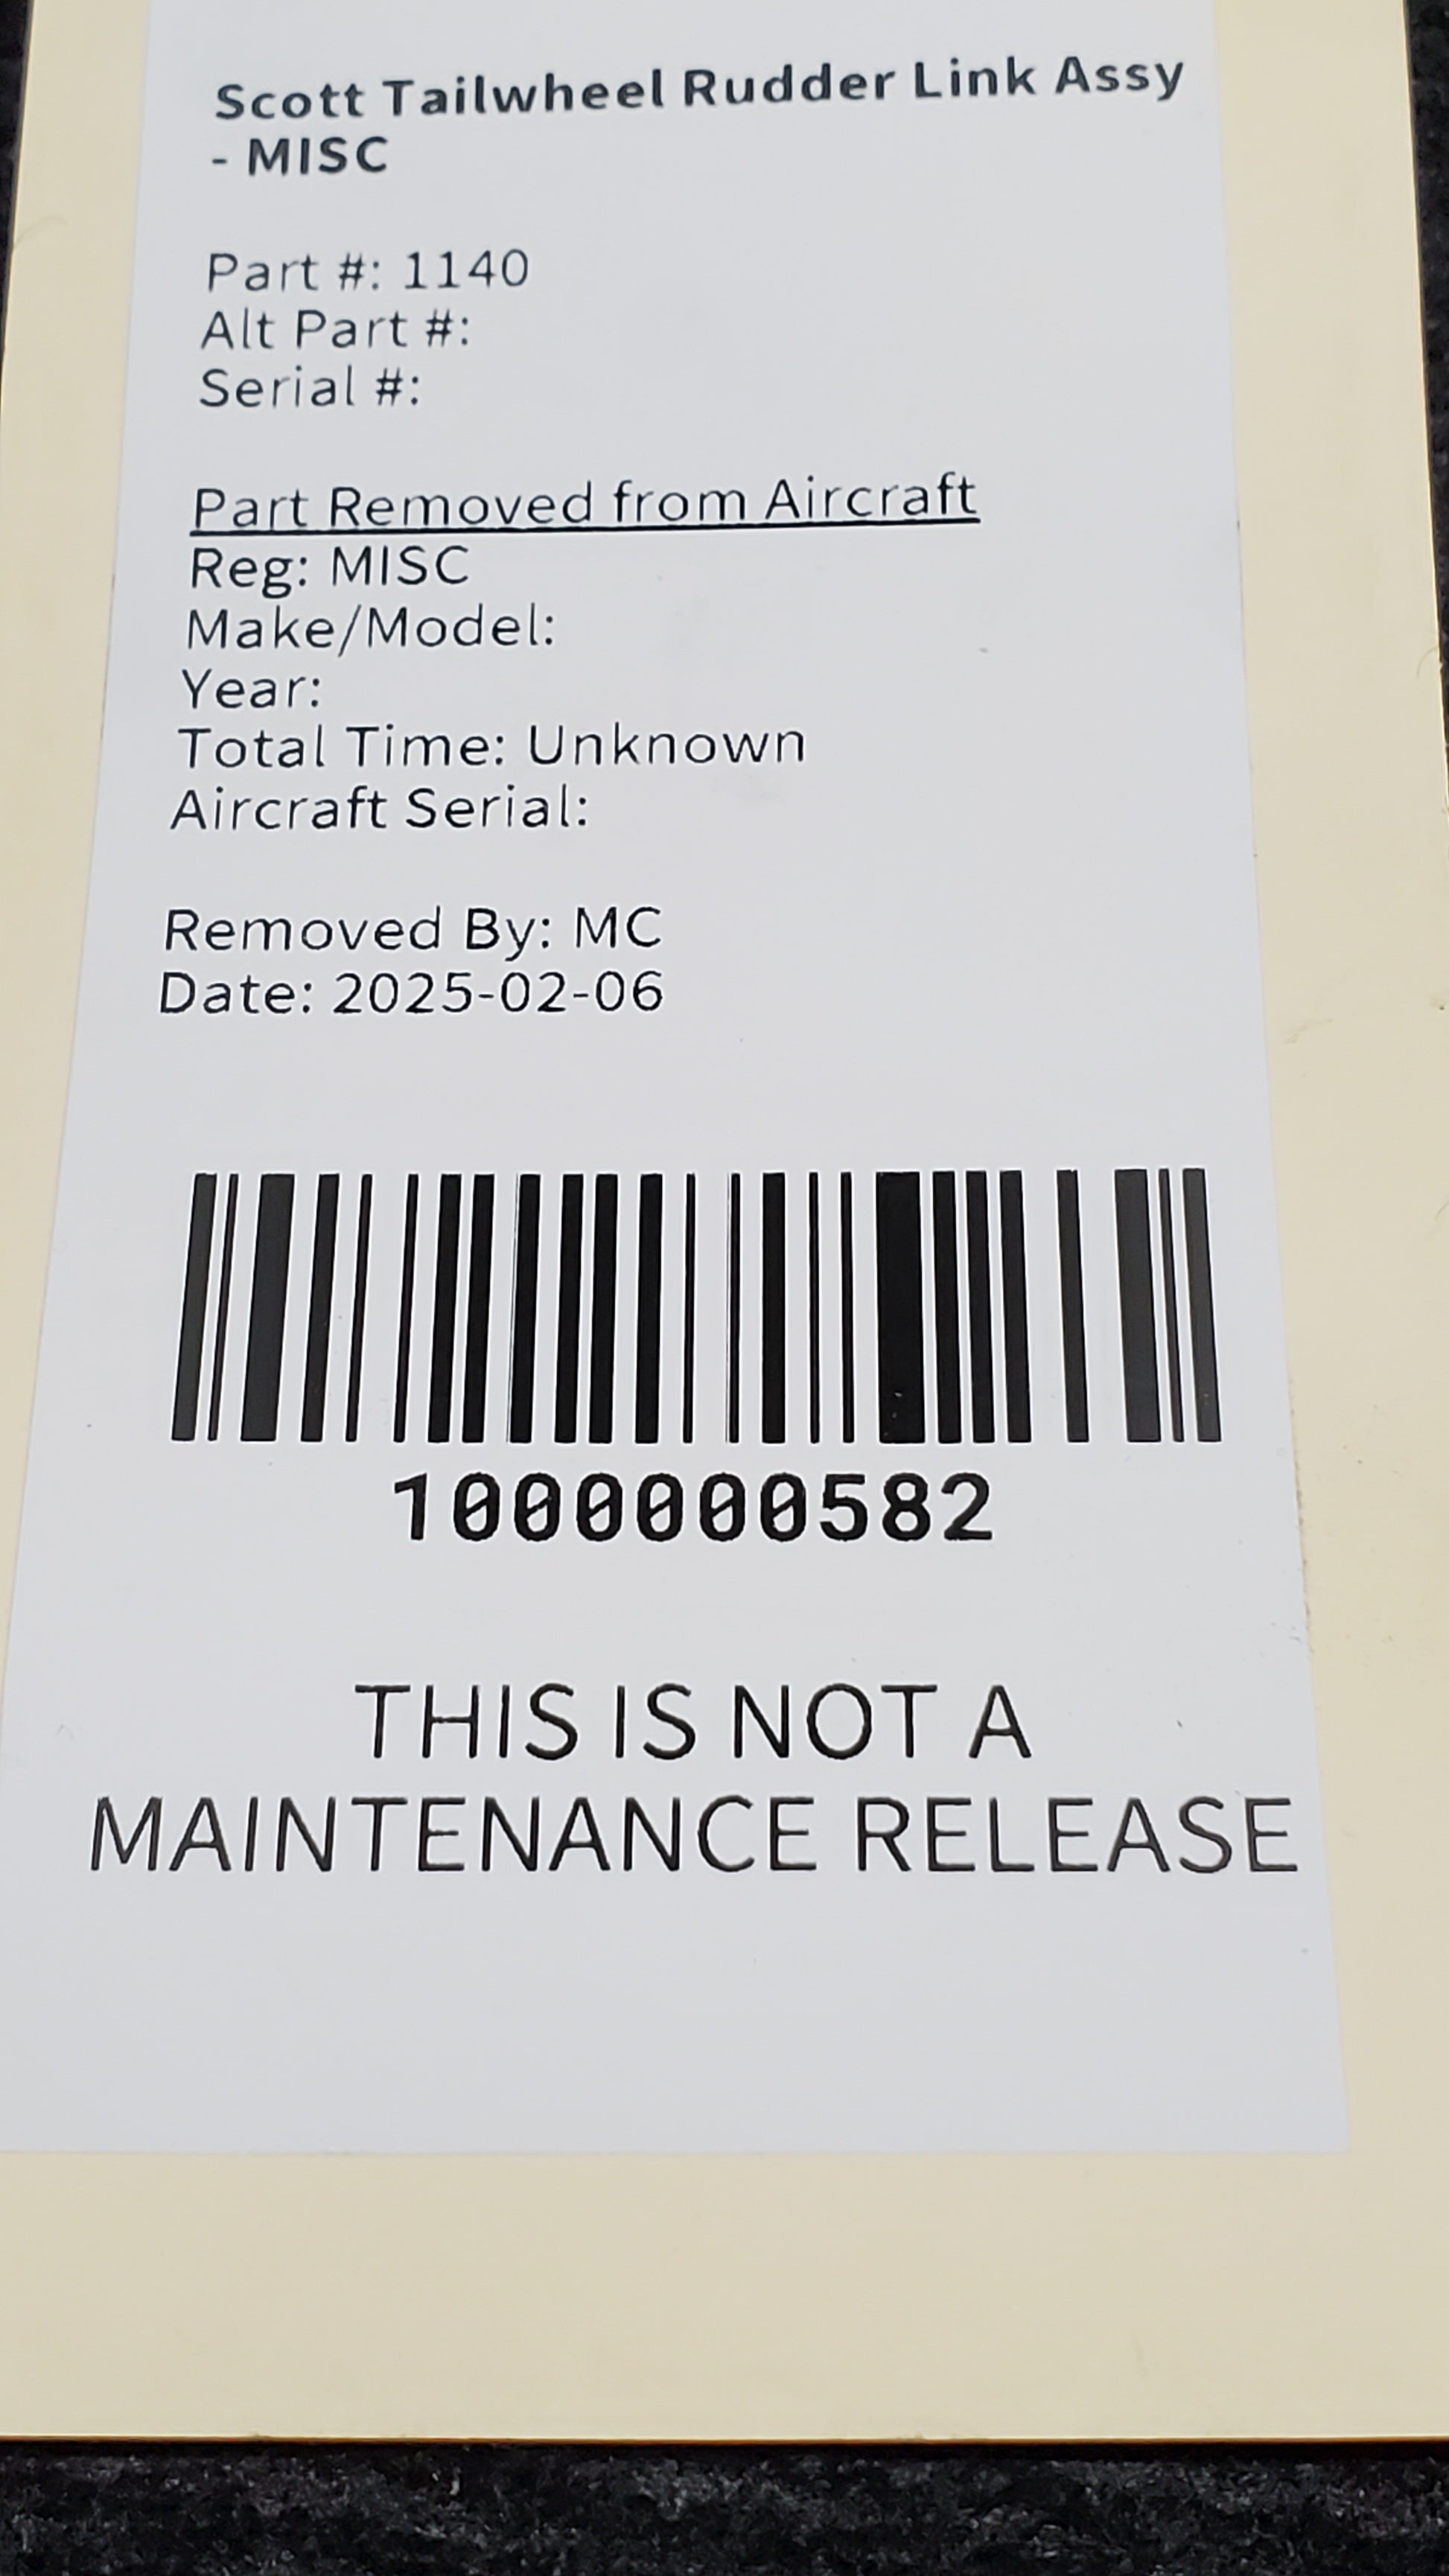 Scott Tailwheel Rudder Link Assy
- MISC
Part #: 1140
Alt Part #:
Serial #:
Part Removed from Aircraft
Reg: MISC
Make/Model:
Year:
Total Time: Unknown
Aircraft Serial:
Removed By: MC
Date: 2025-02-06
1000000582
THIS IS NOT A
MAINTENANCE RELEASE